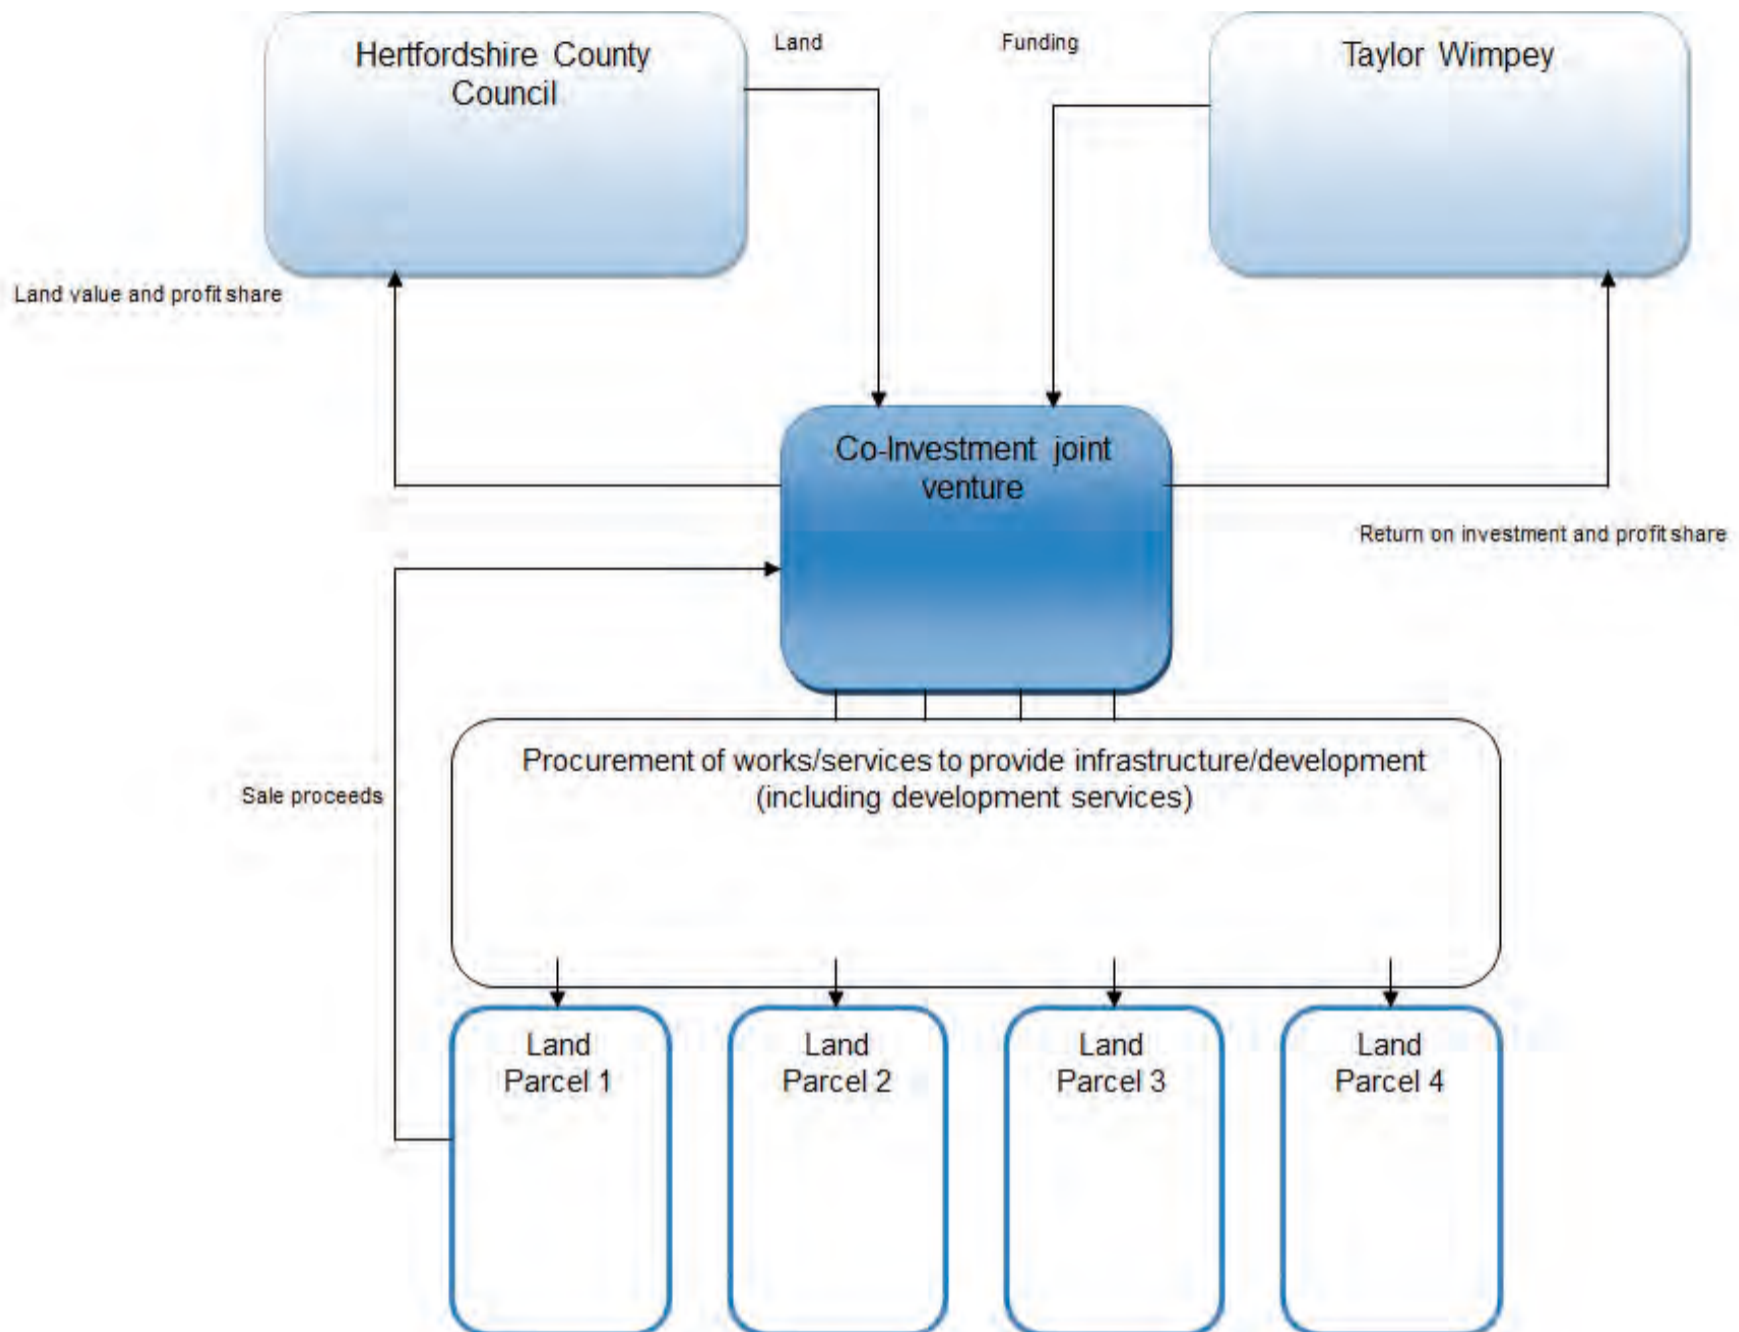 Hertfordshire County
Council
Land
Funding
Taylor Wimpey
Land value and profit share
Co-Investment joint
venture
Return on investment and profit share
Procurement of works/services to provide infrastructure/development
(including development services)
Sale proceeds
Land
Parcel 1
Land
Parcel 2
Land
Parcel 3
Land
Parcel 4